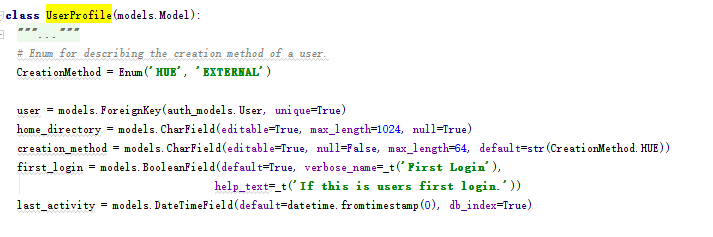 class UserProfile(models.Model):
"""..."""
# Enum for describing the creation method of a user.
CreationMethod = Enum('HUE', 'EXTERNAL')
user = models.ForeignKey(auth_models.User, unique=True)
home_directory = models.CharField(editable=True, max_length=1024, null=True)
creation_method = models.CharField(editable=True, null=False, max_length=64, default=str(CreationMethod.HUE))
first_login = models.BooleanField(default=True, verbose_name=_t('First Login'),
help_text=_t('If this is users first login.'))
last_activity = models.DateTimeField(default=datetime.fromtimestamp(0), db_index=True)